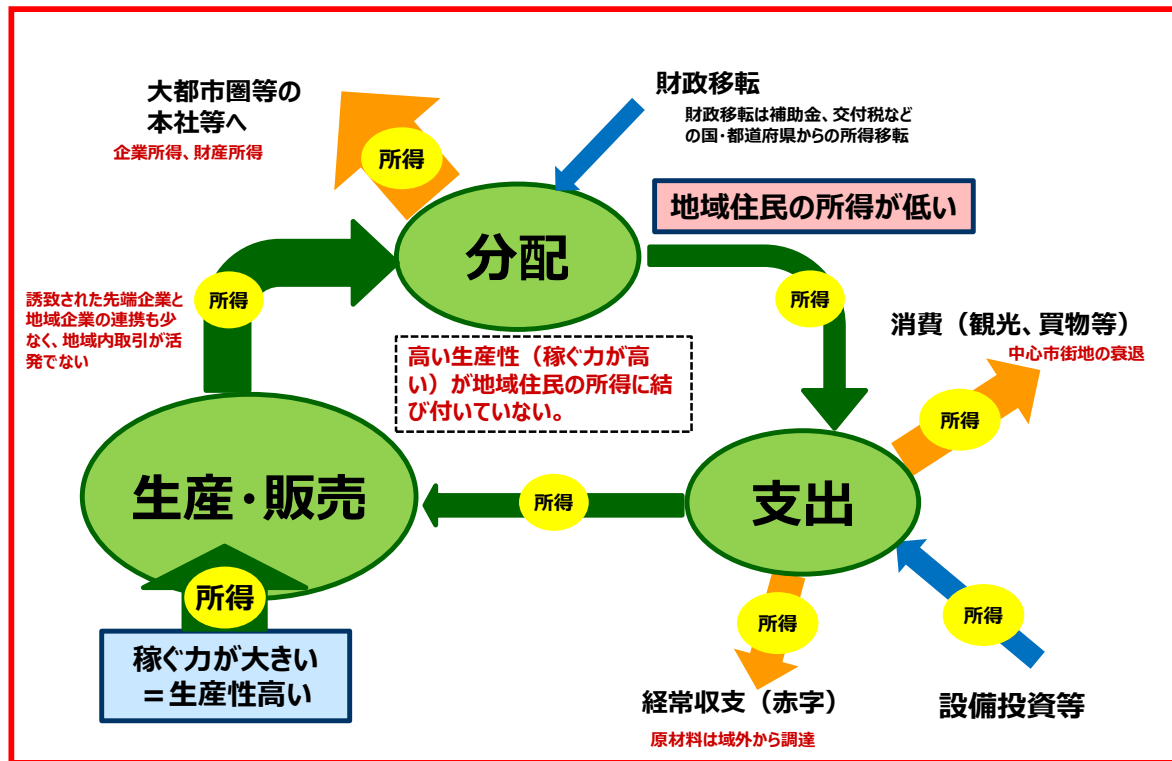 大都市圏等の
本社等へ
企業所得、財産所得
所得
財政移転
財政移転は補助金、交付税など
の国・都道府県からの所得移転
地域住民の所得が低い
分配
誘致された先端企業と
地域企業の連携も少
なく、地域内取引が活
発でない
所得
所得
消費（観光、買物等）
中心市街地の衰退
所得
高い生産性（稼ぐ力が高
い）が地域住民の所得に結
び付いていない。
生産・販売
所得
支出
所得
稼ぐ力が大きい
＝生産性高い
所得
経常収支（赤字）
原材料は域外から調達
所得
設備投資等